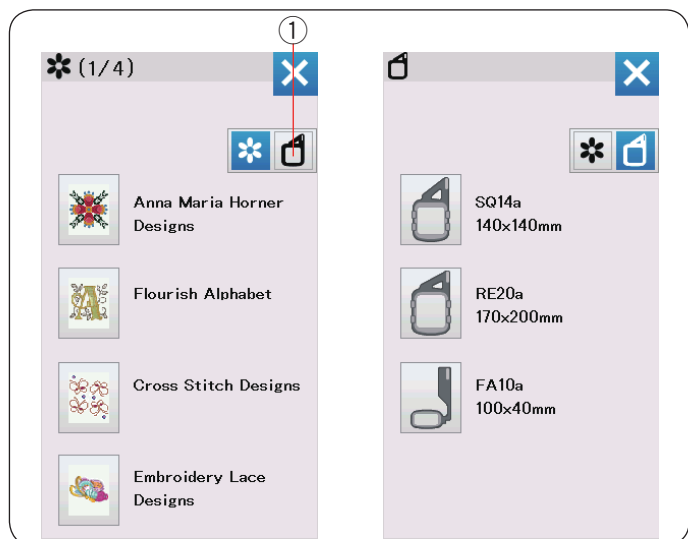 ①
(1/4)
Anna Maria Horner
Designs
Flourish Alphabet
Cross Stitch Designs
Embroidery Lace
Designs
SQ14a
140x140mm
RE20a
170x200mm
FA10a
100x40mm